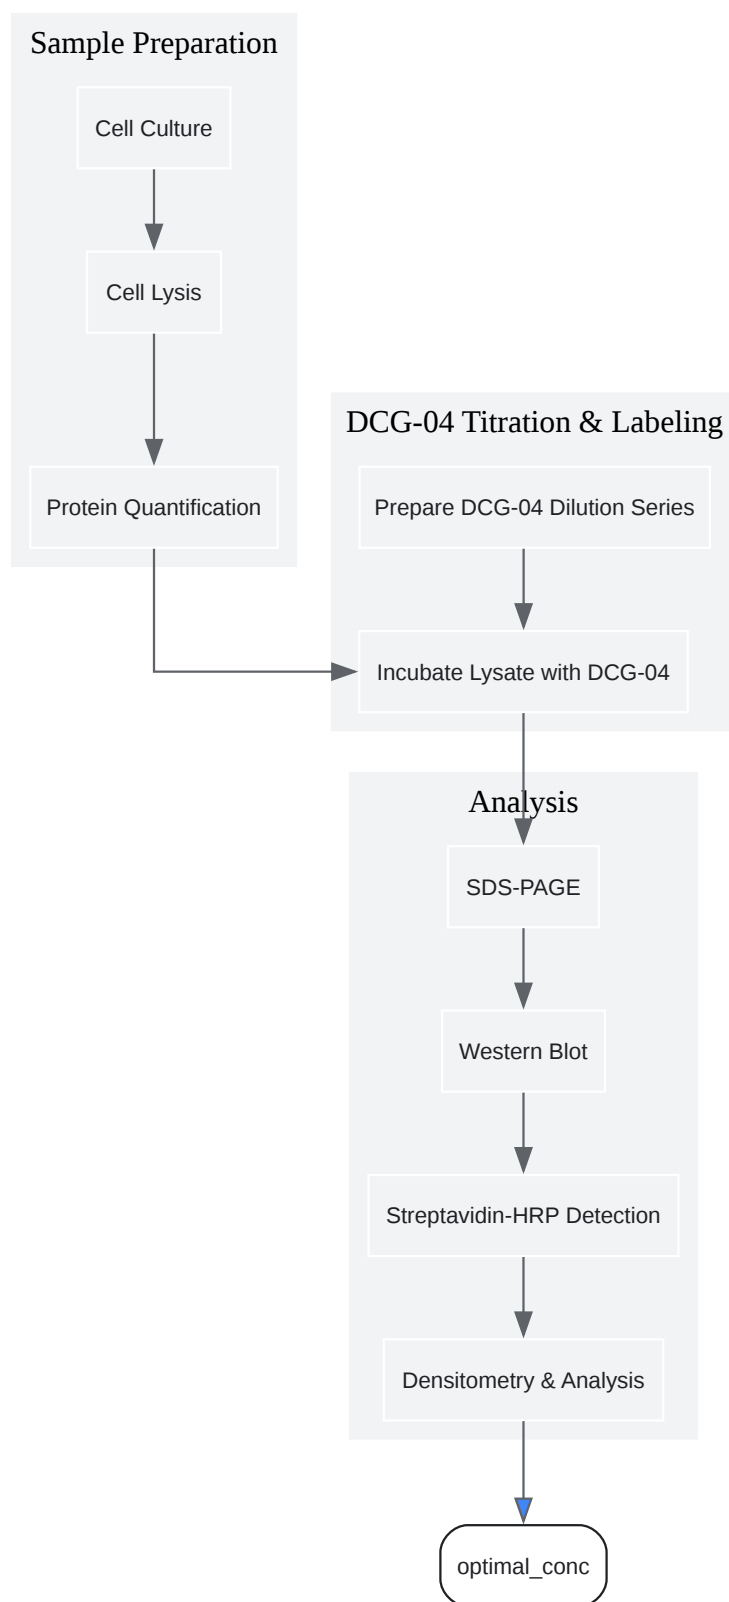 Sample Preparation
Cell Culture
Cell Lysis
Protein Quantification
DCG-04 Titration & Labeling
Prepare DCG-04 Dilution Series
Incubate Lysate with DCG-04
Analysis
SDS-PAGE
Western Blot
Streptavidin-HRP Detection
Densitometry & Analysis
optimal_conc